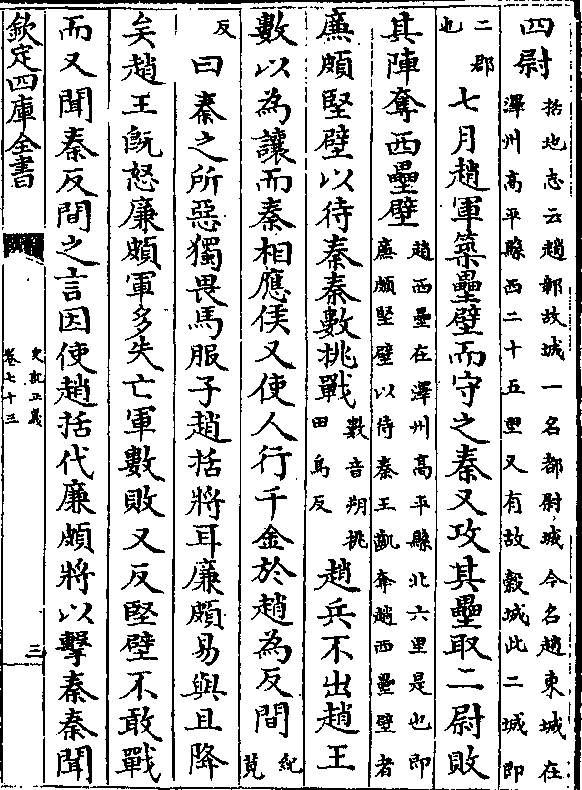 四尉括地志云趙鄣故城一名都尉城今名趙東城在澤州高平縣西二十五里又有故縠城此二城即
二郡也七月趙軍築壘壁而守之秦又攻其壘取二尉敗
其陣奪西壘壁趙西壘在澤州高平縣北六里是也即廉頗堅壁以待秦王齕奪趙西壘壁者
廉頗堅壁以待秦秦數挑戰數音朔挑田鳥反趙兵不出趙王
數以為讓而秦相應侯又使人行千金於趙為反間紀莧
反曰秦之所惡獨畏馬服子趙括將耳廉頗易與且降
矣趙王既怒廉頗軍多失亡軍數敗又反堅壁不敢戰
而又聞秦反間之言因使趙括代廉頗將以擊秦秦聞
欽定四庫全書
史記正義
卷七十三
三